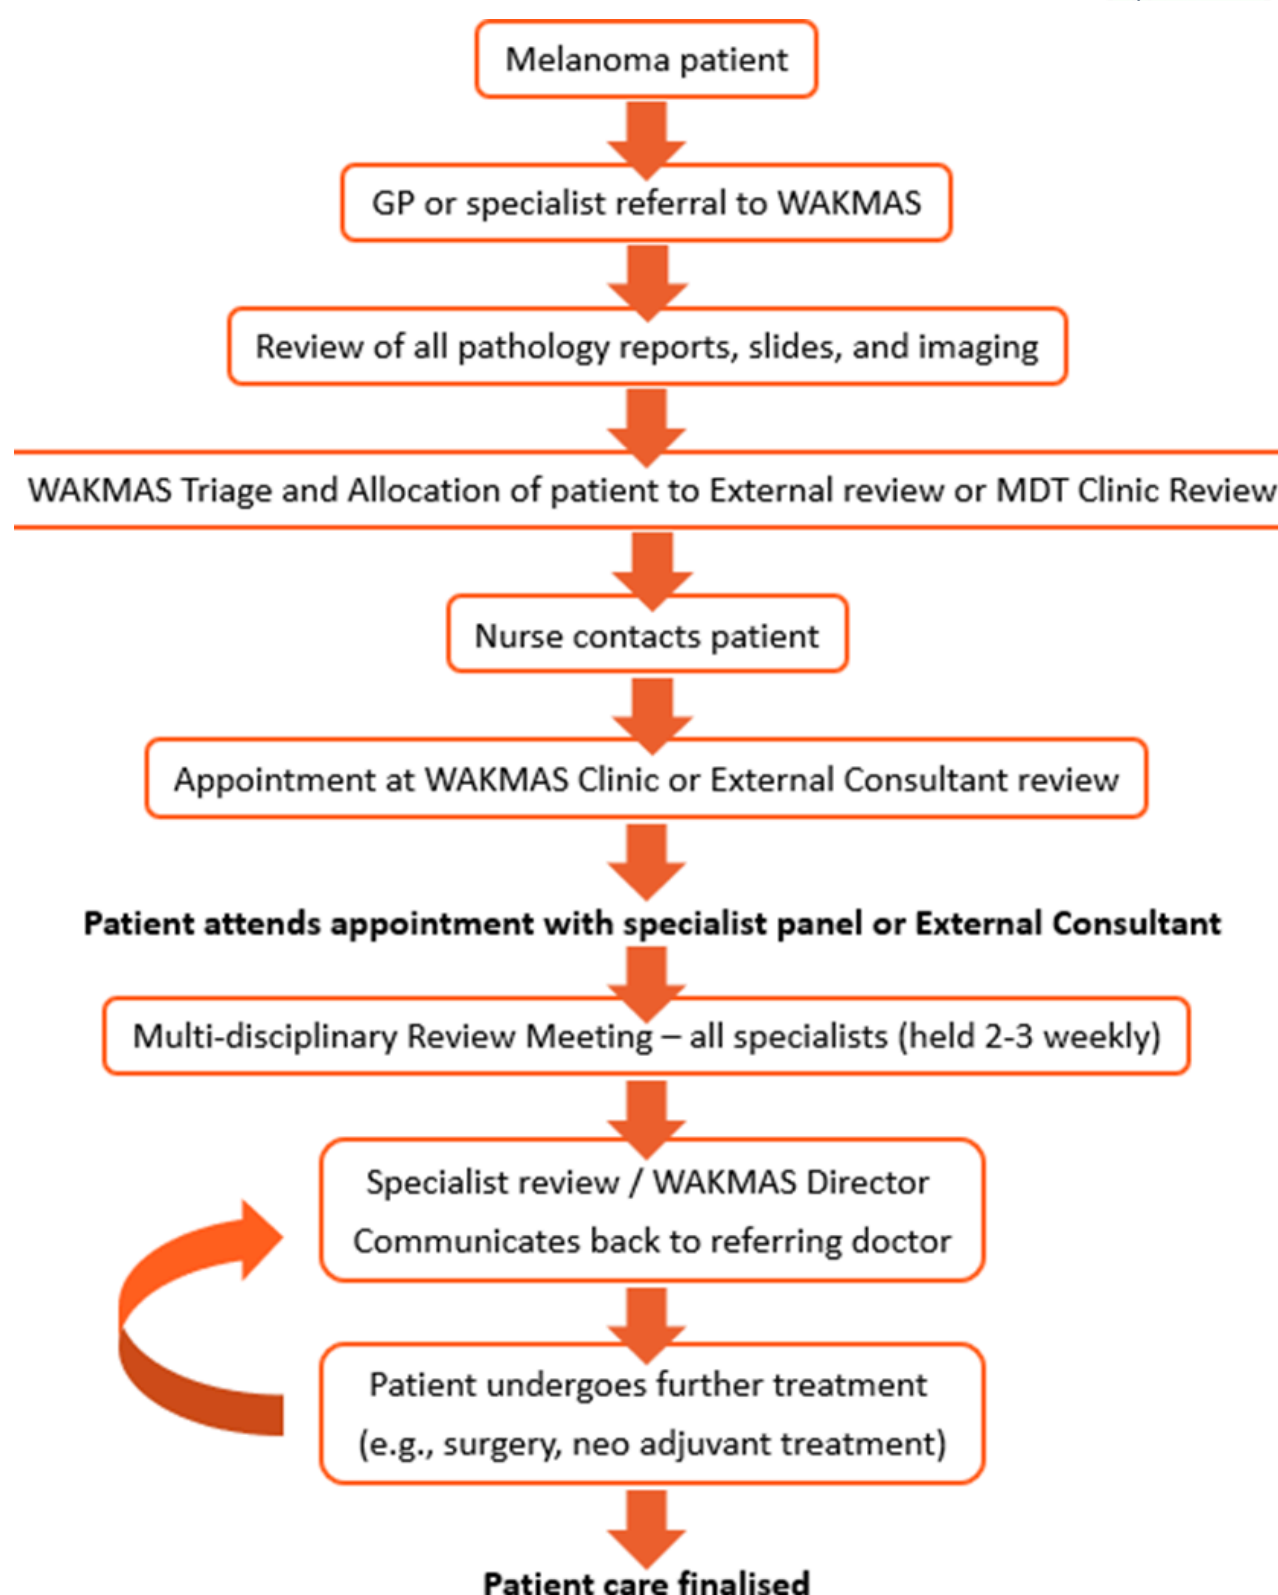 Melanoma patient
GP or specialist referral to WAKMAS
Review of all pathology reports, slides, and imaging
WAKMAS Triage and Allocation of patient to External review or MDT Clinic Review
Nurse contacts patient
Appointment at WAKMAS Clinic or External Consultant review
Patient attends appointment with specialist panel or External Consultant
Multi-disciplinary Review Meeting – all specialists (held 2-3 weekly)
Specialist review / WAKMAS Director
Communicates back to referring doctor
Patient undergoes further treatment
(e.g., surgery, neo adjuvant treatment)
Patient care finalised